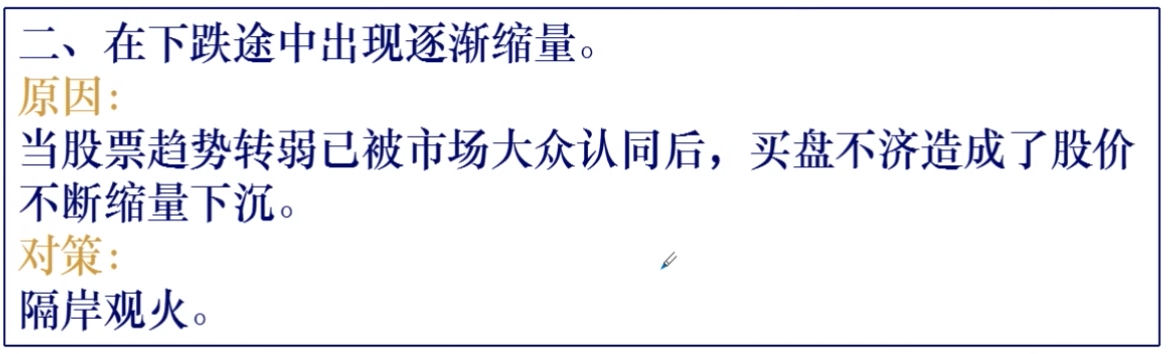 二、在下跌途中出现逐渐缩量。
原因：
当股票趋势转弱已被市场大众认同后，买盘不济造成了股价
不断缩量下沉。
对策：
隔岸观火。